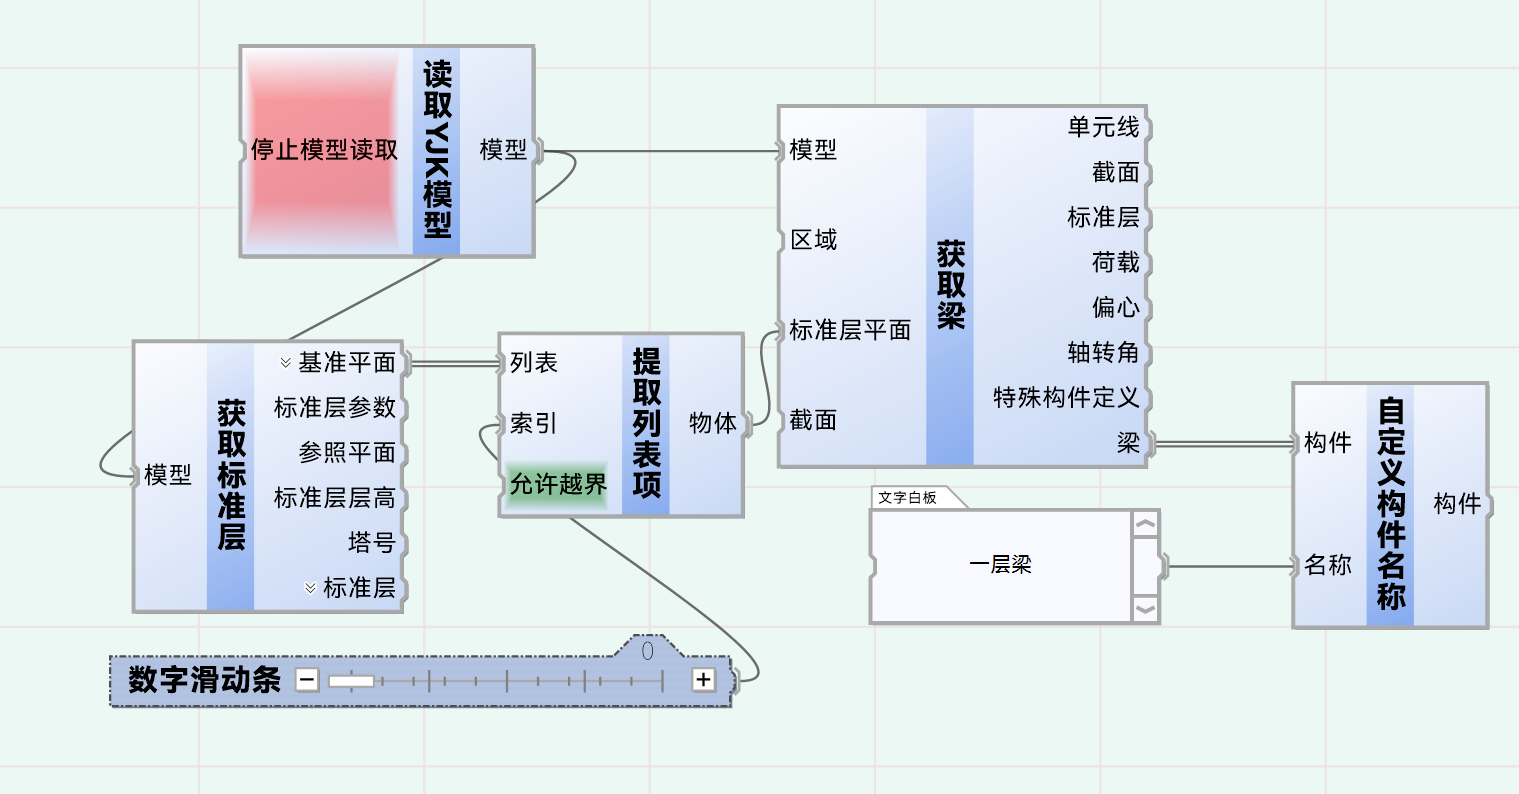 停止模型读取
读取YJK模型
模型
模型
区域
标准层平面
截面
获取梁
单元线
截面
标准层
荷载
偏心
轴转角
特殊构件定义
梁
模型
获取标准层
基准平面
标准层参数
参照平面
标准层层高
塔号
标准层
列表
索引
允许越界
提取列表项
物体
文字白板
一层梁
构件
名称
自定义构件名称
构件
数字滑动条
0